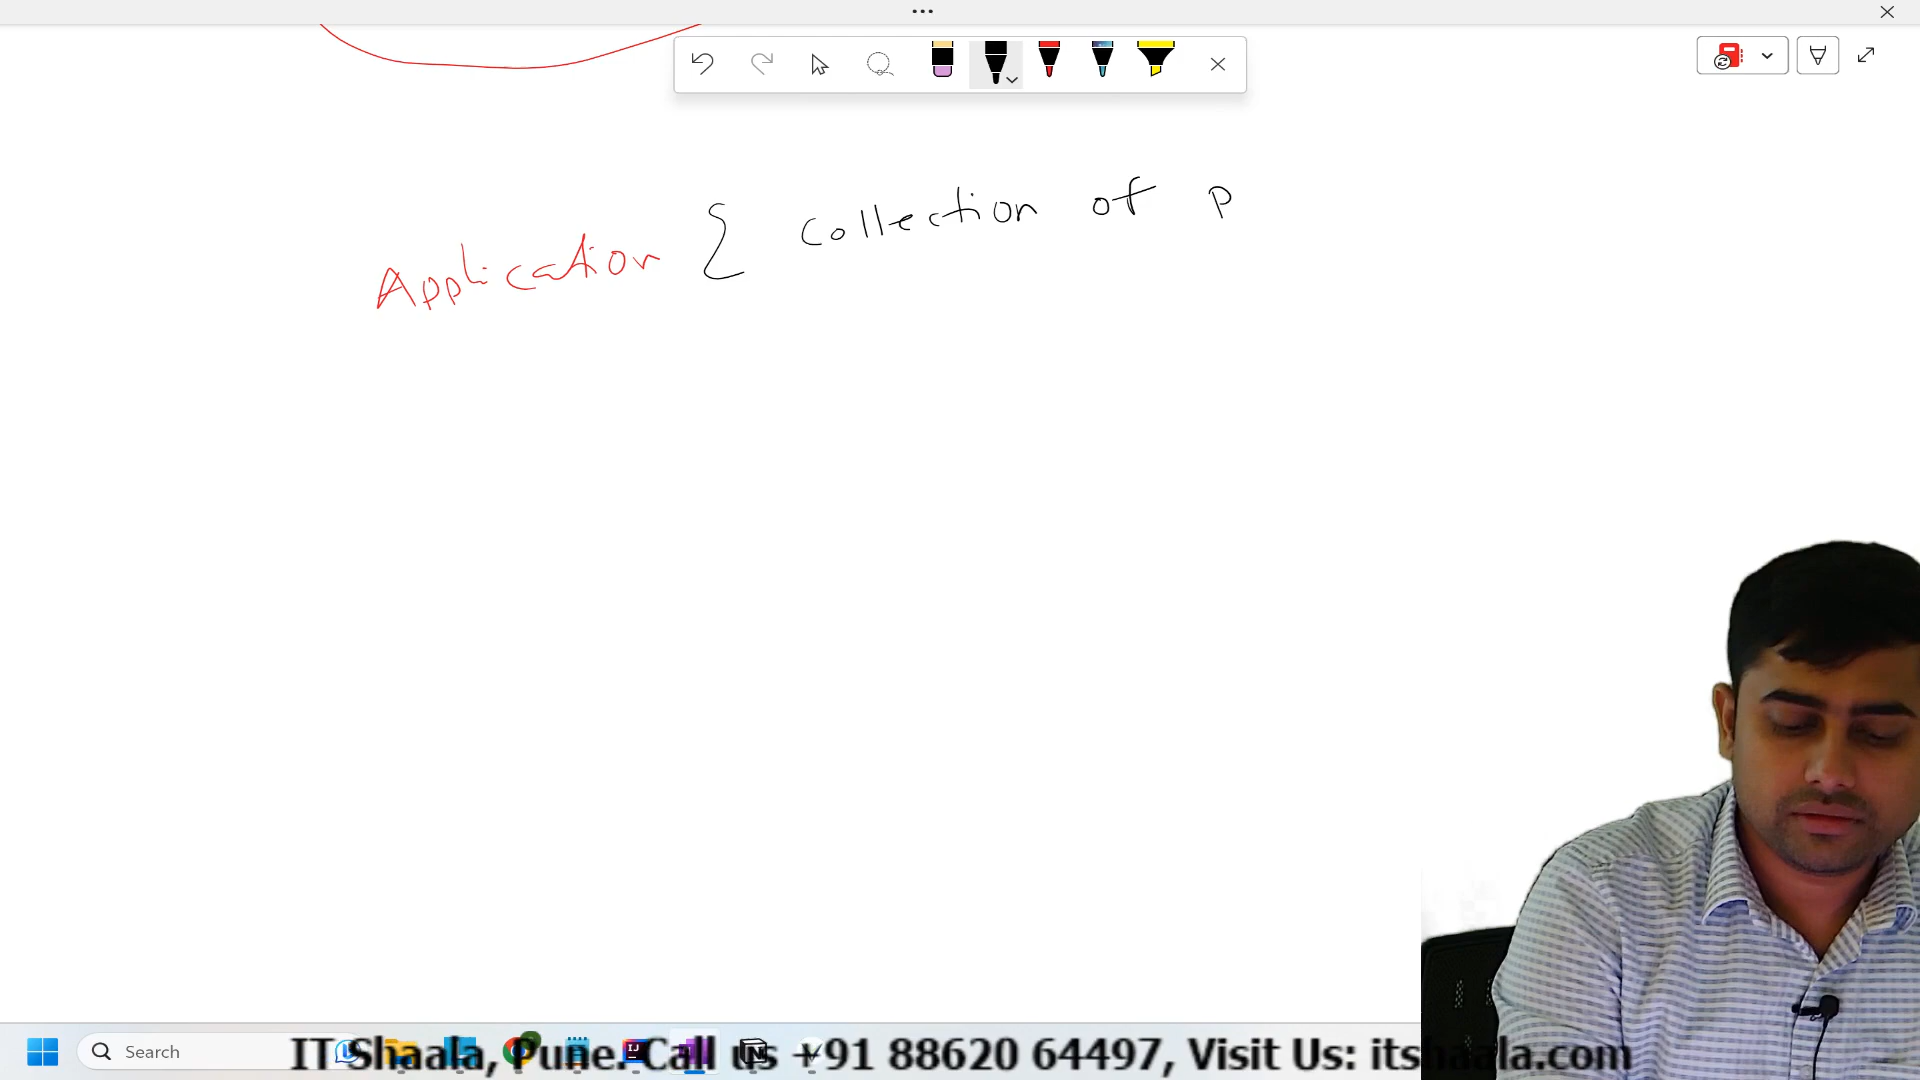 Application { Collection of p
Search
IT Shaala, Pune. Call us +91 88620 64497, Visit Us: itshaala.com